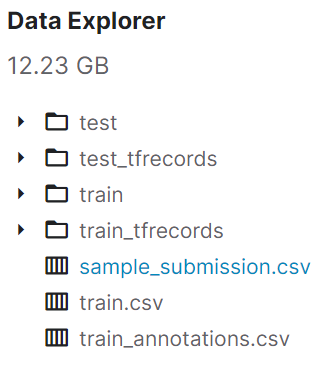 Data Explorer
12.23 GB
test
test_tfrecords
train
train_tfrecords
sample_submission.csv
train.csv
train_annotations.csv